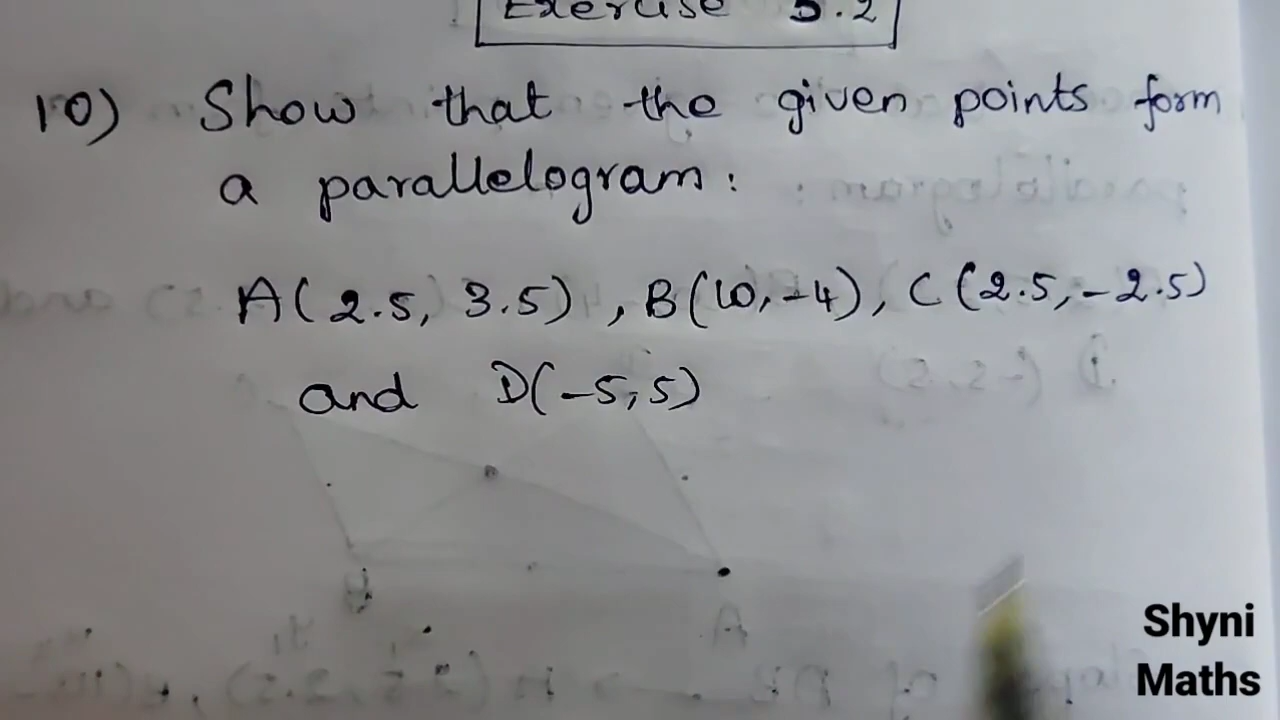 Exercise 5.2
10) Show that the given points form
a parallelogram:
A(2.5, 3.5), B(10,-4), C(2.5,-2.5)
and D(-5,5)
A
Shyni
Maths